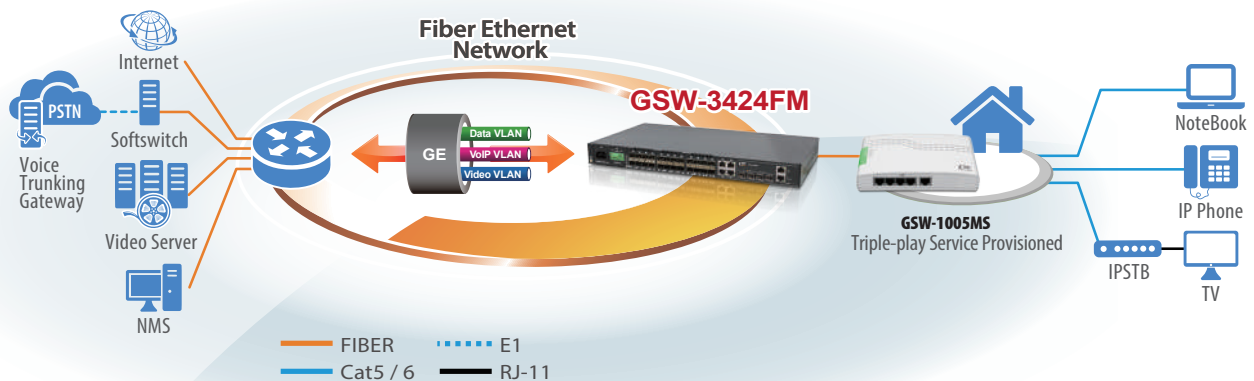 Fiber Ethernet
Network
Internet
PSTN
Softswitch
Voice
Trunking
Gateway
Video Server
NMS
GE
Data VLAN
VoIP VLAN
Video VLAN
GSW-3424FM
GSW-1005MS
Triple-play Service Provisioned
NoteBook
IP Phone
IPSTB
TV
FIBER
E1
Cat5 / 6
RJ-11